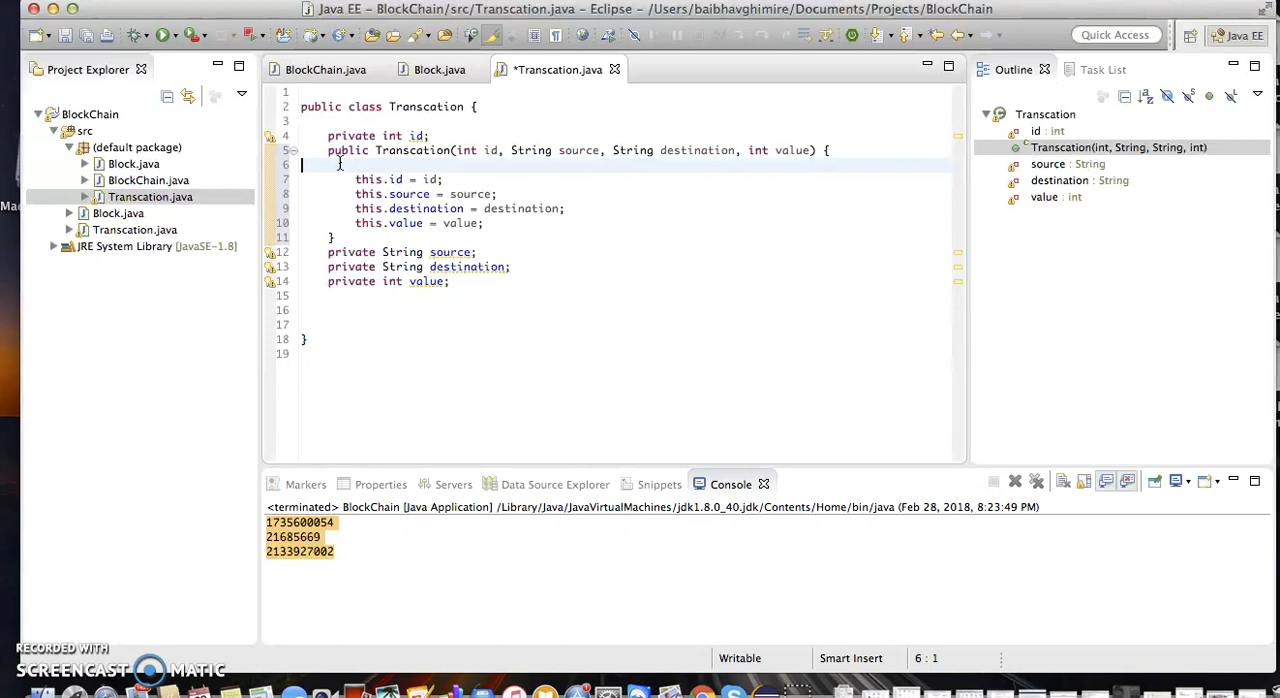 Java EE - BlockChain/src/Transcation.java - Eclipse - /Users/baibhavghimire/Documents/Projects/BlockChain
Quick Access
Java EE
Project Explorer
BlockChain.java
Block.java
*Transcation.java
Outline
Task List
BlockChain
src
(default package)
Block.java
BlockChain.java
Transcation.java
Block.java
Transcation.java
JRE System Library [JavaSE-1.8]
1
2 public class Transcation {
3
4 private int id;
5 public Transcation(int id, String source, String destination, int value) {
6
7 this.id = id;
8 this.source = source;
9 this.destination = destination;
10 this.value = value;
11 }
12 private String source;
13 private String destination;
14 private int value;
15
16
17
18 }
19
Transcation
id : int
Transcation(int, String, String, int)
source : String
destination : String
value : int
Markers
Properties
Servers
Data Source Explorer
Snippets
Console
<terminated> BlockChain [Java Application] /Library/Java/JavaVirtualMachines/jdk1.8.0_40.jdk/Contents/Home/bin/java (Feb 28, 2018, 8:23:49 PM)
1735600054
21685669
2133927002
Writable
Smart Insert
6 : 1
RECORDED WITH
SCREENCAST MATIC